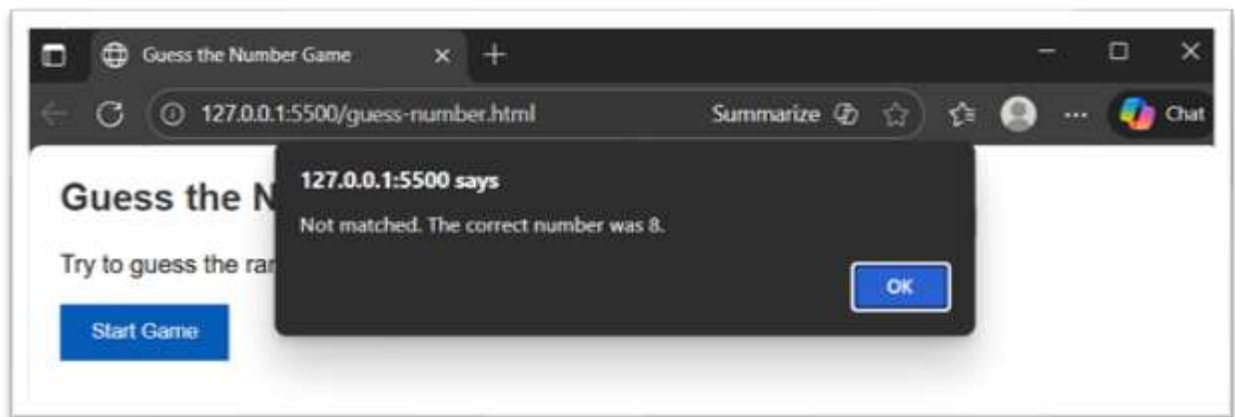 Guess the Number Game
127.0.0.1:5500/guess-number.html Summarize Chat
127.0.0.1:5500 says
Guess the N
Not matched. The correct number was 8.
Try to guess the rar
OK
Start Game